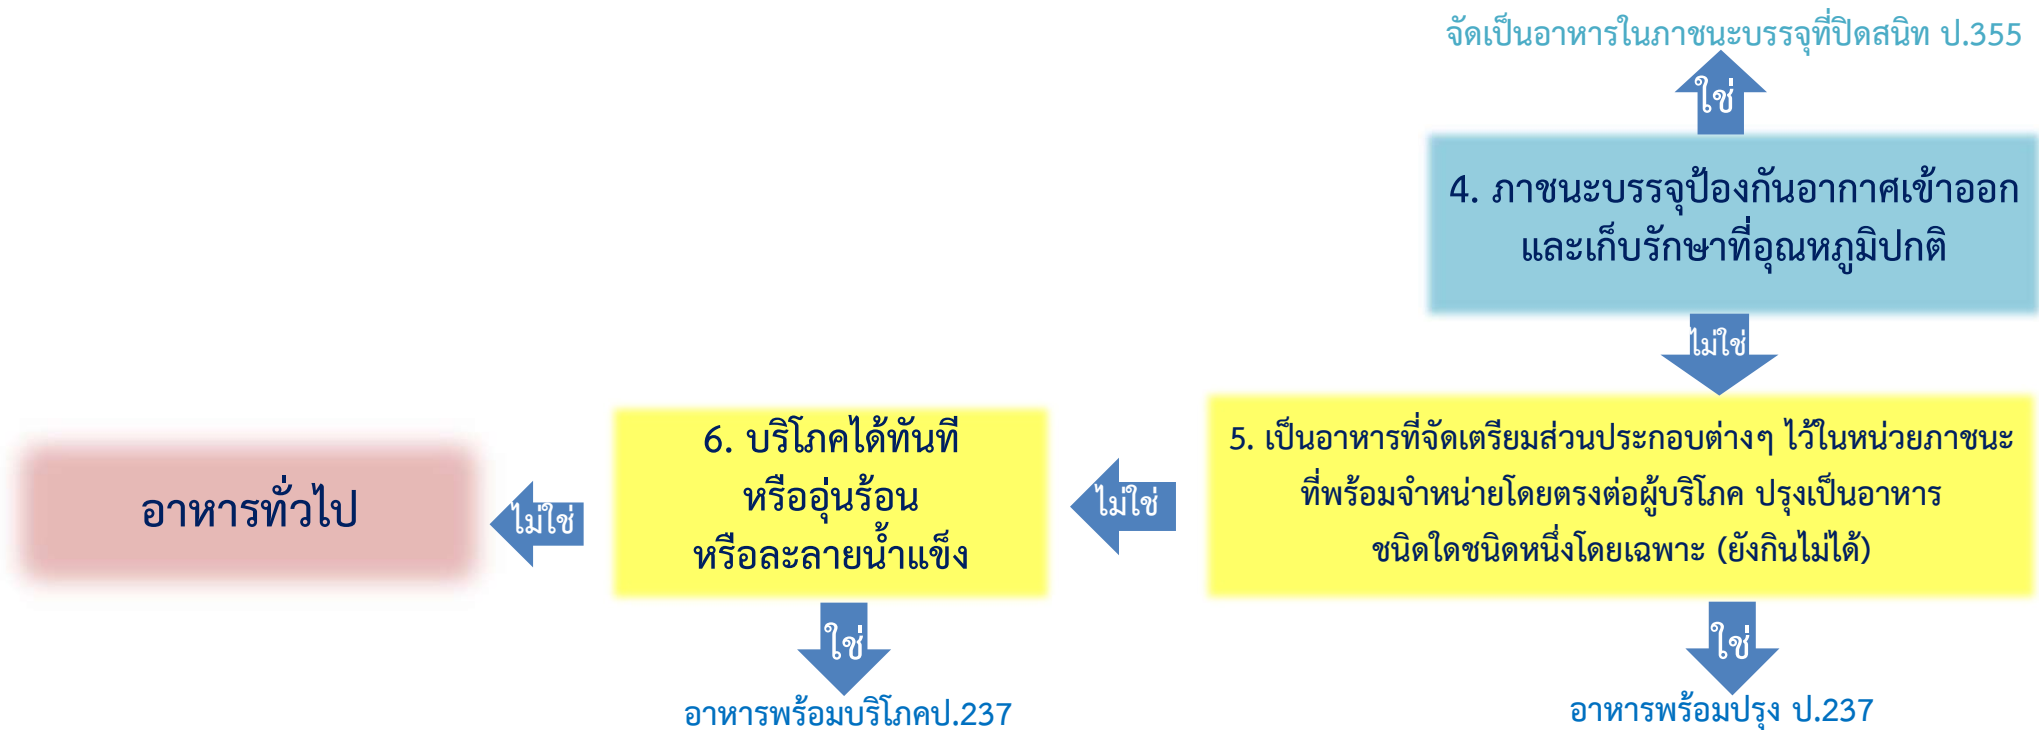 จัดเป็นอาหารในภาชนะบรรจุที่ปิดสนิท ป.355
ใช่
4. ภาชนะบรรจุป้องกันอากาศเข้าออก
และเก็บรักษาที่อุณหภูมิปกติ
ไม่ใช่
5. เป็นอาหารที่จัดเตรียมส่วนประกอบต่างๆ ไว้ในหน่วยภาชนะ
ที่พร้อมจำหน่ายโดยตรงต่อผู้บริโภค ปรุงเป็นอาหาร
ชนิดใดชนิดหนึ่งโดยเฉพาะ (ยังกินไม่ได้)
ใช่
อาหารพร้อมปรุง ป.237
ไม่ใช่
6. บริโภคได้ทันที
หรืออุ่นร้อน
หรือละลายน้ำแข็ง
ใช่
อาหารพร้อมบริโภคป.237
ไม่ใช่
อาหารทั่วไป